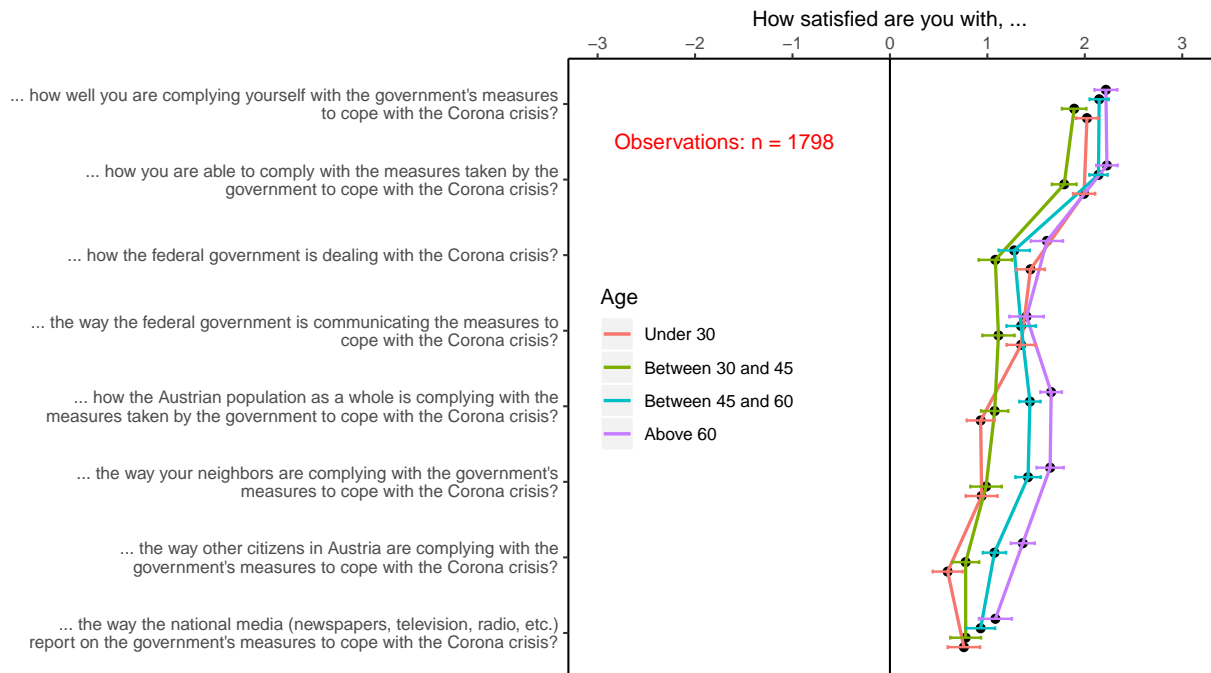 How satisfied are you with, ...
−3 −2 −1 0 1 2 3
... how well you are complying yourself with the government's measures
to cope with the Corona crisis?
Observations: n = 1798
... how you are able to comply with the measures taken by the
government to cope with the Corona crisis?
... how the federal government is dealing with the Corona crisis?
... the way the federal government is communicating the measures to
cope with the Corona crisis?
... how the Austrian population as a whole is complying with the
measures taken by the government to cope with the Corona crisis?
... the way your neighbors are complying with the government's
measures to cope with the Corona crisis?
... the way other citizens in Austria are complying with the
government's measures to cope with the Corona crisis?
... the way the national media (newspapers, television, radio, etc.)
report on the government's measures to cope with the Corona crisis?
Age
Under 30
Between 30 and 45
Between 45 and 60
Above 60